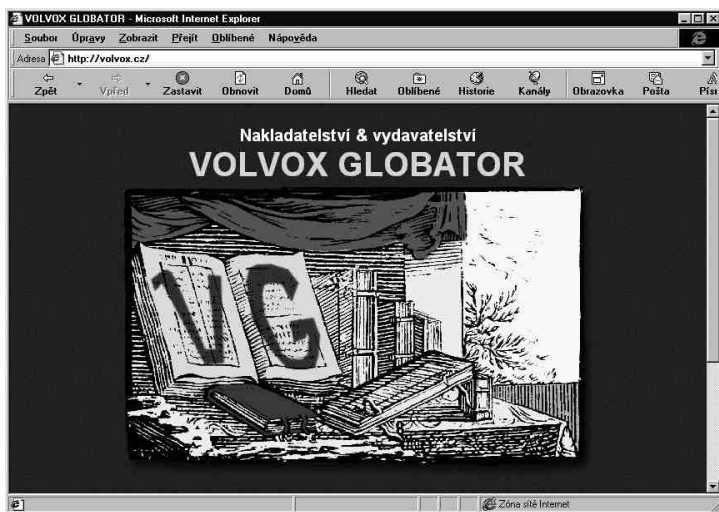 VOLVOX GLOBATOR - Microsoft Internet Explorer
Soubor Úpravy Zobrazit Přejít Oblíbené Nápověda
Adresa http://volvox.cz/
Zpět Vpřed Zastavit Obnovit Domů Hledat Oblíbené Historie Kanály Obrazovka Pošta Písı
Nakladatelství & vydavatelství
VOLVOX GLOBATOR
VG
Zóna sítě Internet